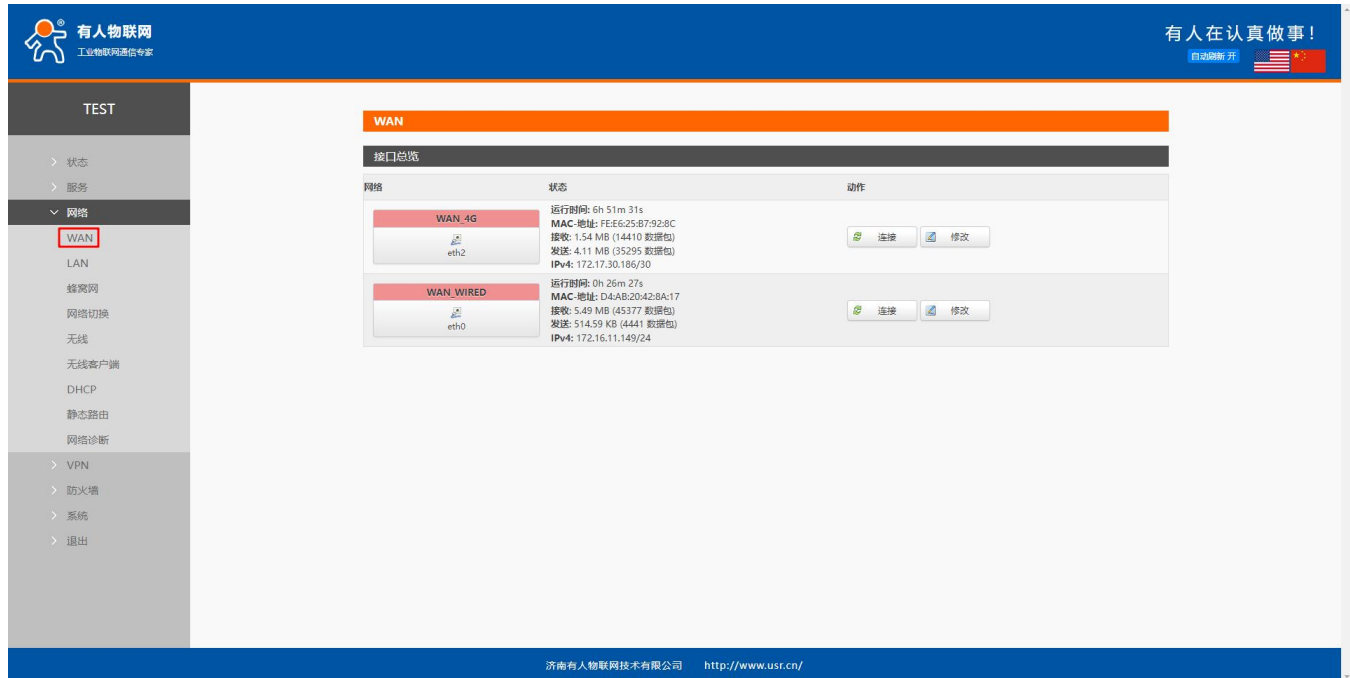 有人物联网
工业物联网通信专家
有人在认真做事!
自动刷新 开
TEST
状态
服务
网络
WAN
LAN
蜂窝网
网络切换
无线
无线客户端
DHCP
静态路由
网络诊断
VPN
防火墙
系统
退出
WAN
接口总览
网络 状态 动作
WAN_4G
eth2
运行时间: 6h 51m 31s
MAC-地址: FE:E6:25:B7:92:8C
接收: 1.54 MB (14410 数据包)
发送: 4.11 MB (35295 数据包)
IPv4: 172.17.30.186/30
连接 修改
WAN_WIRED
eth0
运行时间: 0h 26m 27s
MAC-地址: D4:AB:20:42:8A:17
接收: 5.49 MB (45377 数据包)
发送: 514.59 KB (4441 数据包)
IPv4: 172.16.11.149/24
连接 修改
济南有人物联网技术有限公司 http://www.usr.cn/